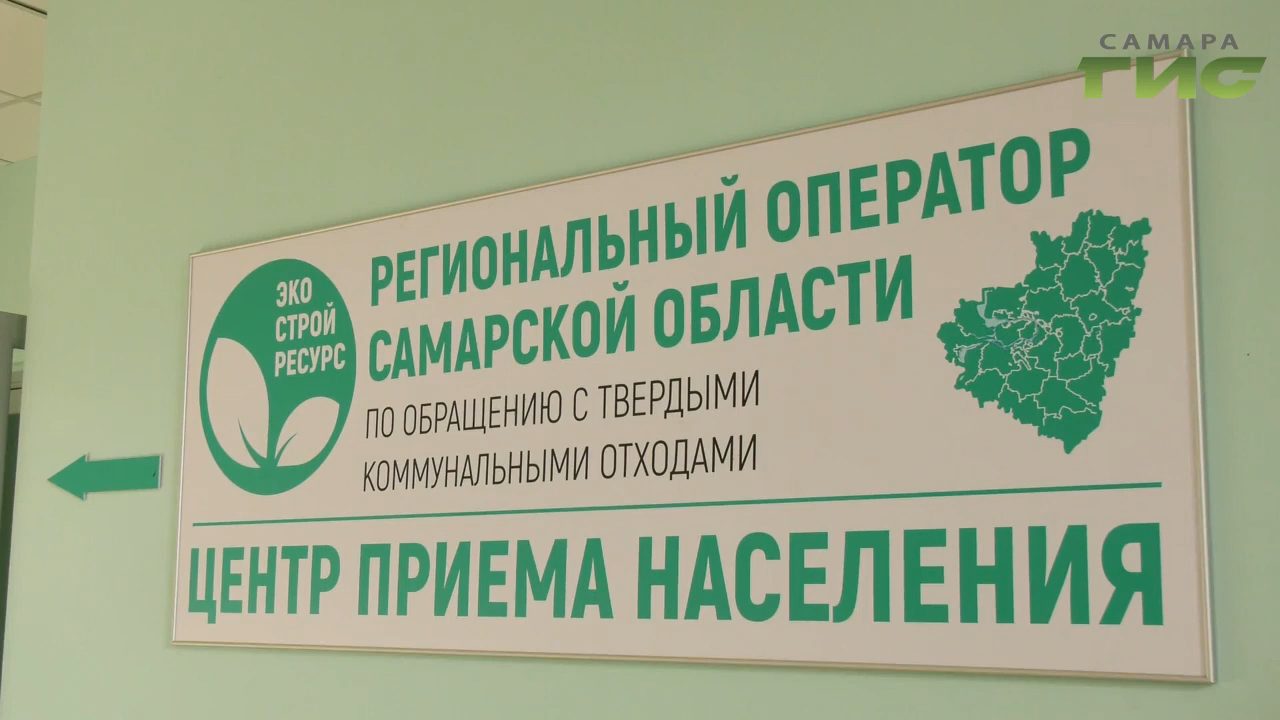 САМАРА
ГИС
ЭКО
СТРОЙ
РЕСУРС
РЕГИОНАЛЬНЫЙ ОПЕРАТОР
САМАРСКОЙ ОБЛАСТИ
ПО ОБРАЩЕНИЮ С ТВЕРДЫМИ
КОММУНАЛЬНЫМИ ОТХОДАМИ
ЦЕНТР ПРИЕМА НАСЕЛЕНИЯ